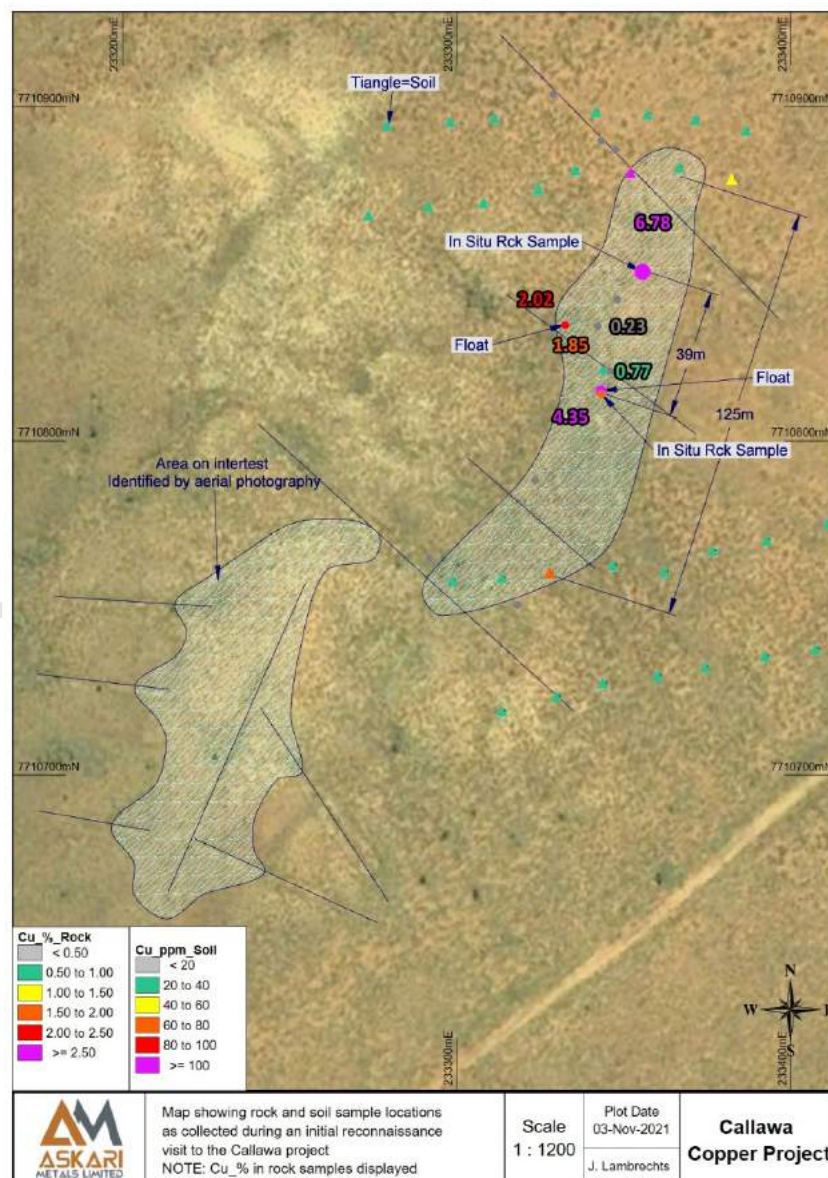 233200mE
233300mE
233400mE
7710900mN
7710900mN
Tiangle=Soil
6.78
In Situ Rck Sample
2.02
0.23
Float
1.85
39m
0.77
Float
125m
4.35
7710800mN
7710800mN
In Situ Rck Sample
Area on intertest
Identified by aerial photography
7710700mN
7710700mN
Cu_%_Rock
< 0.50
0.50 to 1.00
1.00 to 1.50
1.50 to 2.00
2.00 to 2.50
>= 2.50
Cu_ppm_Soil
< 20
20 to 40
40 to 60
60 to 80
80 to 100
>= 100
233300mE
233400mE
N
W
S
AM
ASKARI
METALS LIMITED
Map showing rock and soil sample locations
as collected during an initial reconnaissance
visit to the Callawa project
NOTE: Cu_% in rock samples displayed
Scale
1 : 1200
Plot Date
03-Nov-2021
J. Lambrechts
Callawa
Copper Project